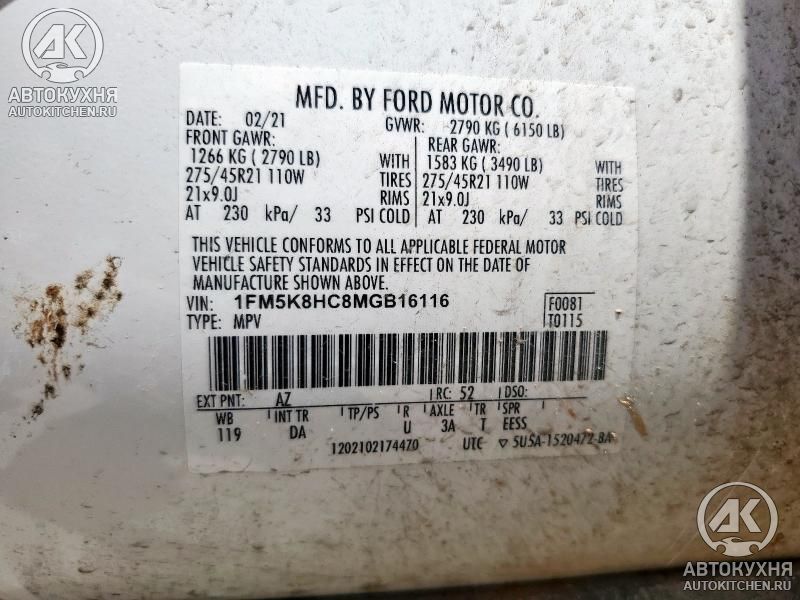 АК
АВТОКУХНЯ
AUTOKITCHEN.RU
MFD. BY FORD MOTOR CO.
DATE: 02/21 GVWR: 2790 KG ( 6150 LB)
FRONT GAWR: REAR GAWR:
1266 KG ( 2790 LB) WITH 1583 KG ( 3490 LB) WITH
275/45R21 110W TIRES 275/45R21 110W TIRES
21x9.0J RIMS 21x9.0J RIMS
AT 230 kPa/ 33 PSI COLD AT 230 kPa/ 33 PSI COLD
THIS VEHICLE CONFORMS TO ALL APPLICABLE FEDERAL MOTOR
VEHICLE SAFETY STANDARDS IN EFFECT ON THE DATE OF
MANUFACTURE SHOWN ABOVE.
VIN: 1FM5K8HC8MGB16116 F0081
TYPE: MPV T0115
EXT PNT: AZ RC: 52 DSO:
WB INT TR TP/PS R AXLE TR SPR
119 DA U 3A T EESS
12021021744​70 UTC ▽ 5U5A-1520472-BA
АК
АВТОКУХНЯ
AUTOKITCHEN.RU